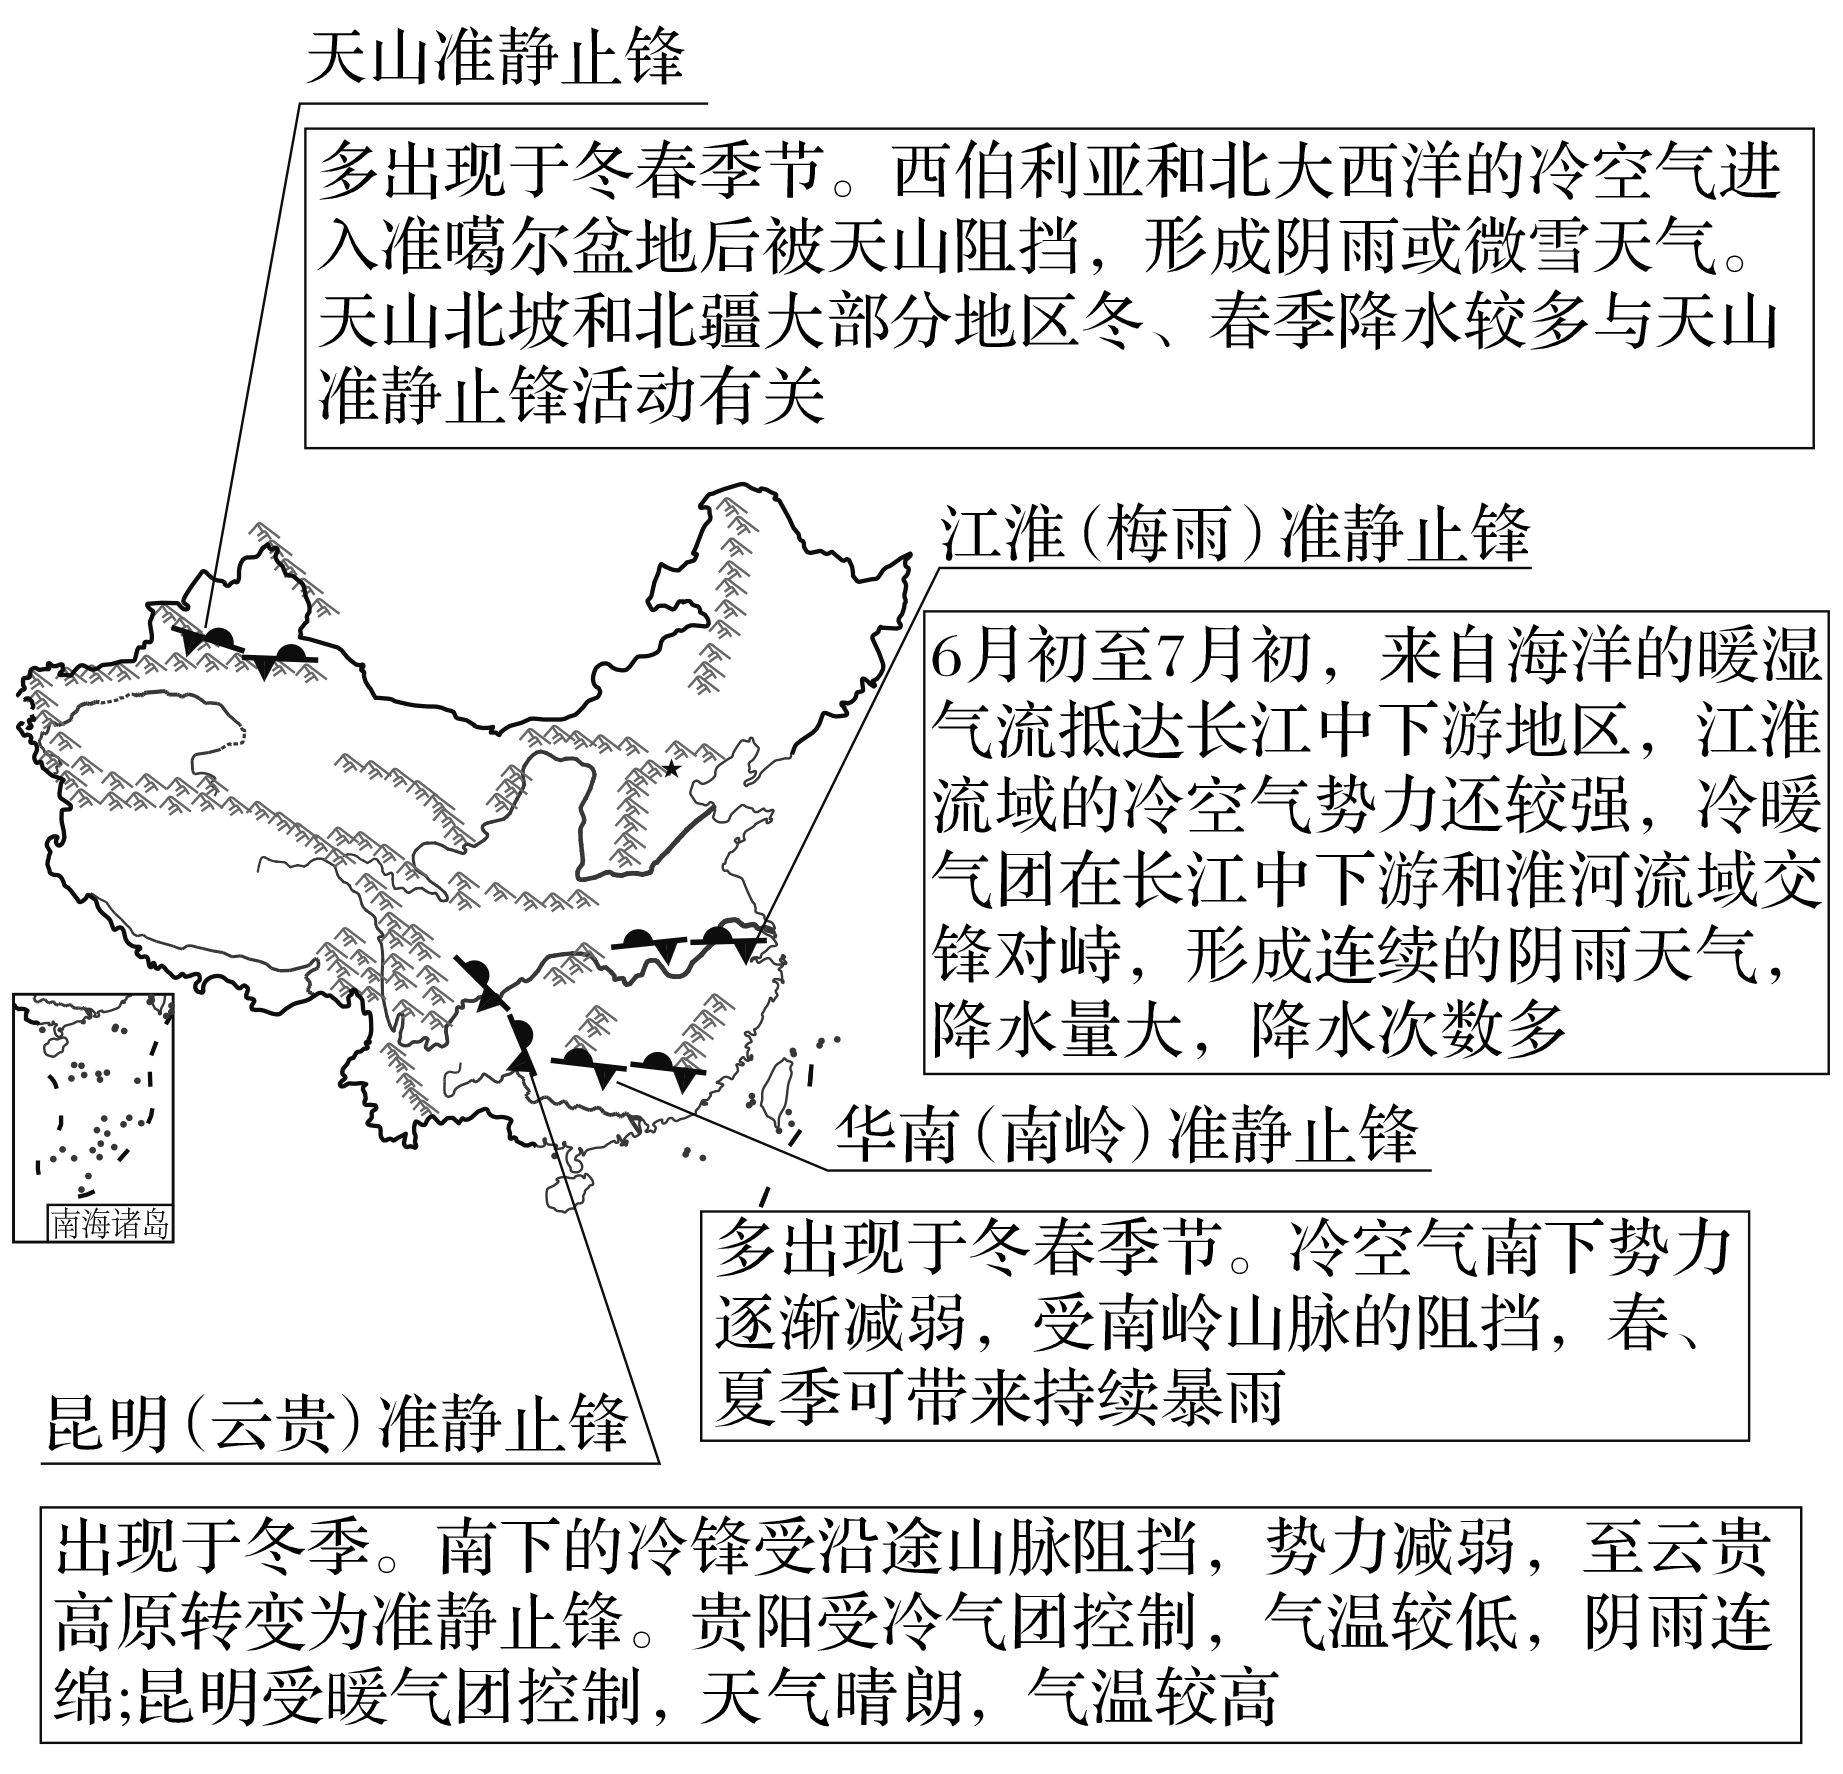 天山准静止锋
多出现于冬春季节。西伯利亚和北大西洋的冷空气进
入准噶尔盆地后被天山阻挡，形成阴雨或微雪天气。
天山北坡和北疆大部分地区冬、春季降水较多与天山
准静止锋活动有关
江淮(梅雨)准静止锋
6月初至7月初，来自海洋的暖湿
气流抵达长江中下游地区，江淮
流域的冷空气势力还较强，冷暖
气团在长江中下游和淮河流域交
锋对峙，形成连续的阴雨天气，
降水量大，降水次数多
华南(南岭)准静止锋
多出现于冬春季节。冷空气南下势力
逐渐减弱，受南岭山脉的阻挡，春、
夏季可带来持续暴雨
南海诸岛
昆明(云贵)准静止锋
出现于冬季。南下的冷锋受沿途山脉阻挡，势力减弱，至云贵
高原转变为准静止锋。贵阳受冷气团控制，气温较低，阴雨连
绵;昆明受暖气团控制，天气晴朗，气温较高